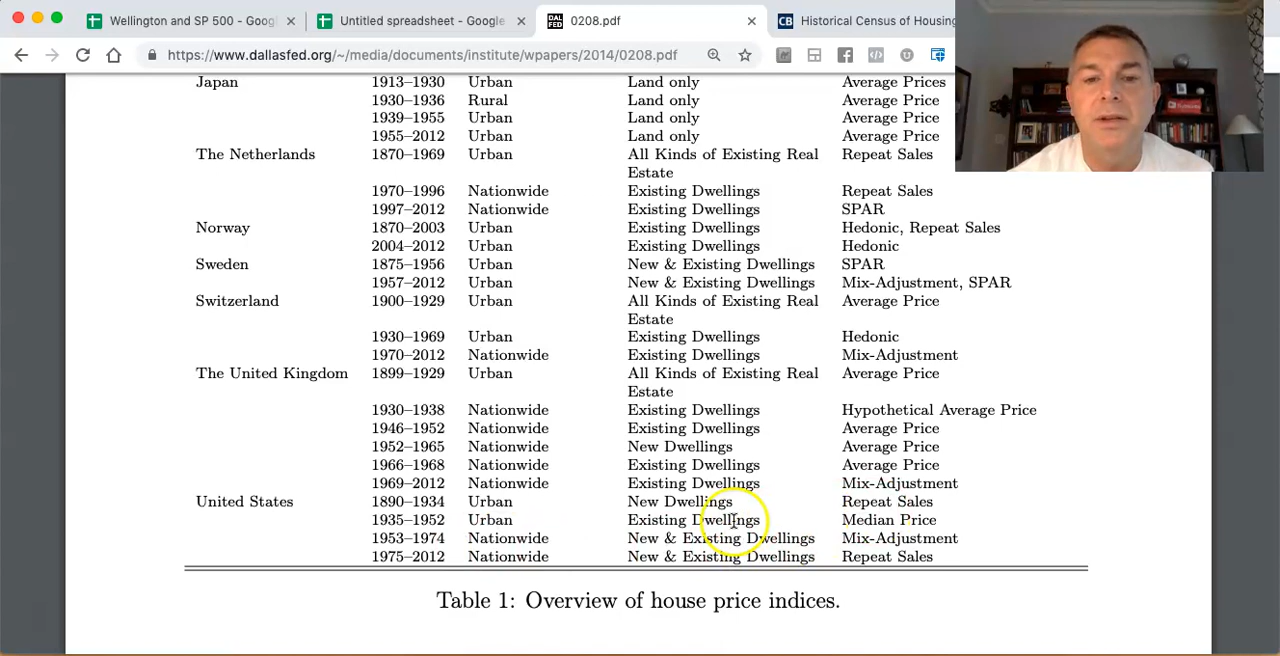 Wellington and SP 500 - Googl
Untitled spreadsheet - Google
DAL FED
0208.pdf
CB
Historical Census of Housing
https://www.dallasfed.org/~/media/documents/institute/wpapers/2014/0208.pdf
Japan 1913–1930 Urban Land only Average Prices
1930–1936 Rural Land only Average Price
1939–1955 Urban Land only Average Price
1955–2012 Urban Land only Average Price
The Netherlands 1870–1969 Urban All Kinds of Existing Real Repeat Sales
Estate
1970–1996 Nationwide Existing Dwellings Repeat Sales
1997–2012 Nationwide Existing Dwellings SPAR
Norway 1870–2003 Urban Existing Dwellings Hedonic, Repeat Sales
2004–2012 Urban Existing Dwellings Hedonic
Sweden 1875–1956 Urban New & Existing Dwellings SPAR
1957–2012 Urban New & Existing Dwellings Mix-Adjustment, SPAR
Switzerland 1900–1929 Urban All Kinds of Existing Real Average Price
Estate
1930–1969 Urban Existing Dwellings Hedonic
1970–2012 Nationwide Existing Dwellings Mix-Adjustment
The United Kingdom 1899–1929 Urban All Kinds of Existing Real Average Price
Estate
1930–1938 Nationwide Existing Dwellings Hypothetical Average Price
1946–1952 Nationwide Existing Dwellings Average Price
1952–1965 Nationwide New Dwellings Average Price
1966–1968 Nationwide Existing Dwellings Average Price
1969–2012 Nationwide Existing Dwellings Mix-Adjustment
United States 1890–1934 Urban New Dwellings Repeat Sales
1935–1952 Urban Existing Dwellings Median Price
1953–1974 Nationwide New & Existing Dwellings Mix-Adjustment
1975–2012 Nationwide New & Existing Dwellings Repeat Sales
Table 1: Overview of house price indices.